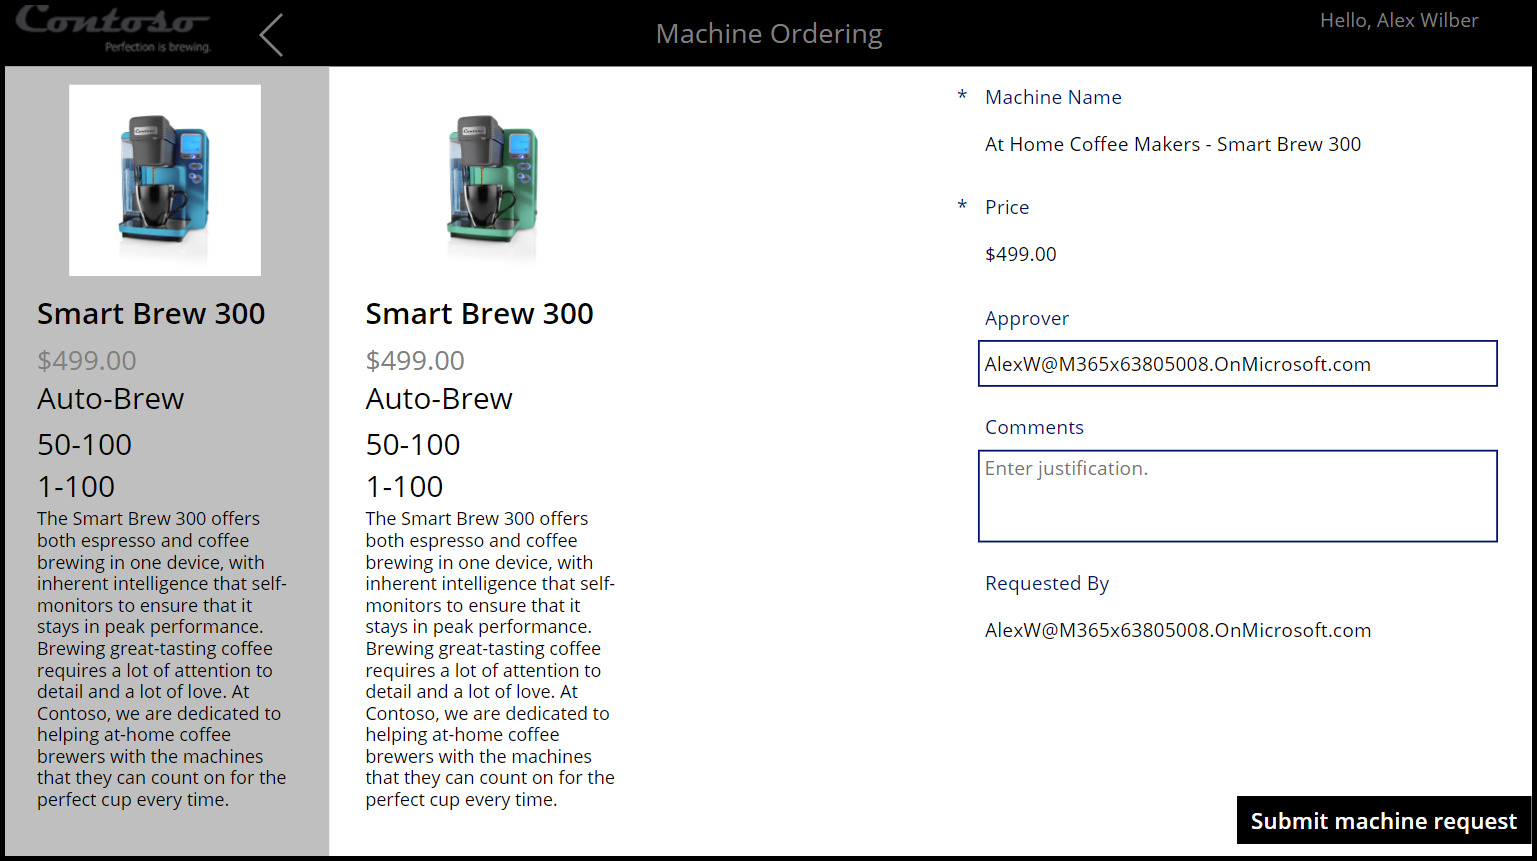 Contoso
Perfection is brewing.
Machine Ordering
Hello, Alex Wilber
Contoso
Smart Brew 300
$499.00
Auto-Brew
50-100
1-100
The Smart Brew 300 offers
both espresso and coffee
brewing in one device, with
inherent intelligence that self-
monitors to ensure that it
stays in peak performance.
Brewing great-tasting coffee
requires a lot of attention to
detail and a lot of love. At
Contoso, we are dedicated to
helping at-home coffee
brewers with the machines
that they can count on for the
perfect cup every time.
Contoso
Smart Brew 300
$499.00
Auto-Brew
50-100
1-100
The Smart Brew 300 offers
both espresso and coffee
brewing in one device, with
inherent intelligence that self-
monitors to ensure that it
stays in peak performance.
Brewing great-tasting coffee
requires a lot of attention to
detail and a lot of love. At
Contoso, we are dedicated to
helping at-home coffee
brewers with the machines
that they can count on for the
perfect cup every time.
* Machine Name
At Home Coffee Makers - Smart Brew 300
* Price
$499.00
Approver
AlexW@M365x63805008.OnMicrosoft.com
Comments
Enter justification.
Requested By
AlexW@M365x63805008.OnMicrosoft.com
Submit machine request